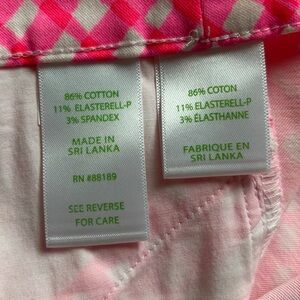 86% COTTON
11% ELASTERELL-P
3% SPANDEX
MADE IN
SRI LANKA
RN #88189
SEE REVERSE
FOR CARE
86% COTON
11% ELASTERELL-P
3% ÉLASTHANNE
FABRIQUE EN
SRI LANKA